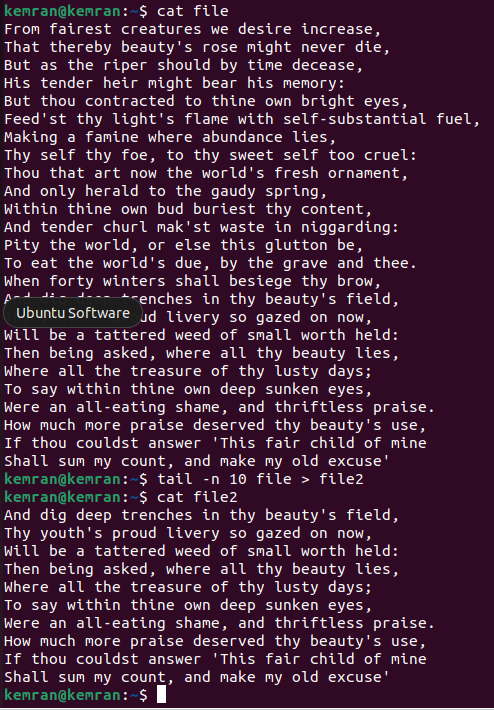 kemran@kemran:~$ cat file
From fairest creatures we desire increase,
That thereby beauty's rose might never die,
But as the riper should by time decease,
His tender heir might bear his memory:
But thou contracted to thine own bright eyes,
Feed'st thy light's flame with self-substantial fuel,
Making a famine where abundance lies,
Thy self thy foe, to thy sweet self too cruel:
Thou that art now the world's fresh ornament,
And only herald to the gaudy spring,
Within thine own bud buriest thy content,
And tender churl mak'st waste in niggarding:
Pity the world, or else this glutton be,
To eat the world's due, by the grave and thee.
When forty winters shall besiege thy brow,
And dig deep trenches in thy beauty's field,
Ubuntu Software
ud livery so gazed on now,
Will be a tattered weed of small worth held:
Then being asked, where all thy beauty lies,
Where all the treasure of thy lusty days;
To say within thine own deep sunken eyes,
Were an all-eating shame, and thriftless praise.
How much more praise deserved thy beauty's use,
If thou couldst answer 'This fair child of mine
Shall sum my count, and make my old excuse'
kemran@kemran:~$ tail -n 10 file > file2
kemran@kemran:~$ cat file2
And dig deep trenches in thy beauty's field,
Thy youth's proud livery so gazed on now,
Will be a tattered weed of small worth held:
Then being asked, where all thy beauty lies,
Where all the treasure of thy lusty days;
To say within thine own deep sunken eyes,
Were an all-eating shame, and thriftless praise.
How much more praise deserved thy beauty's use,
If thou couldst answer 'This fair child of mine
Shall sum my count, and make my old excuse'
kemran@kemran:~$